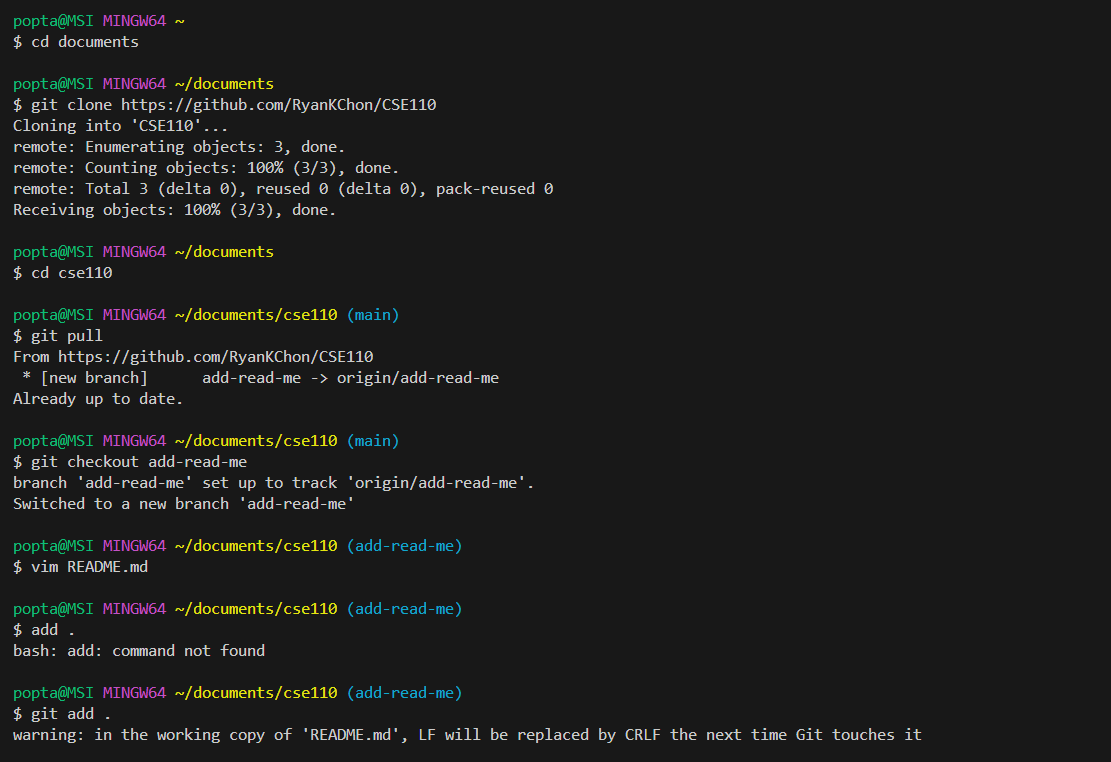 popta@MSI MINGW64 ~
$ cd documents
popta@MSI MINGW64 ~/documents
$ git clone https://github.com/RyanKChon/CSE110
Cloning into 'CSE110'...
remote: Enumerating objects: 3, done.
remote: Counting objects: 100% (3/3), done.
remote: Total 3 (delta 0), reused 0 (delta 0), pack-reused 0
Receiving objects: 100% (3/3), done.
popta@MSI MINGW64 ~/documents
$ cd cse110
popta@MSI MINGW64 ~/documents/cse110 (main)
$ git pull
From https://github.com/RyanKChon/CSE110
 * [new branch]      add-read-me -> origin/add-read-me
Already up to date.
popta@MSI MINGW64 ~/documents/cse110 (main)
$ git checkout add-read-me
branch 'add-read-me' set up to track 'origin/add-read-me'.
Switched to a new branch 'add-read-me'
popta@MSI MINGW64 ~/documents/cse110 (add-read-me)
$ vim README.md
popta@MSI MINGW64 ~/documents/cse110 (add-read-me)
$ add .
bash: add: command not found
popta@MSI MINGW64 ~/documents/cse110 (add-read-me)
$ git add .
warning: in the working copy of 'README.md', LF will be replaced by CRLF the next time Git touches it